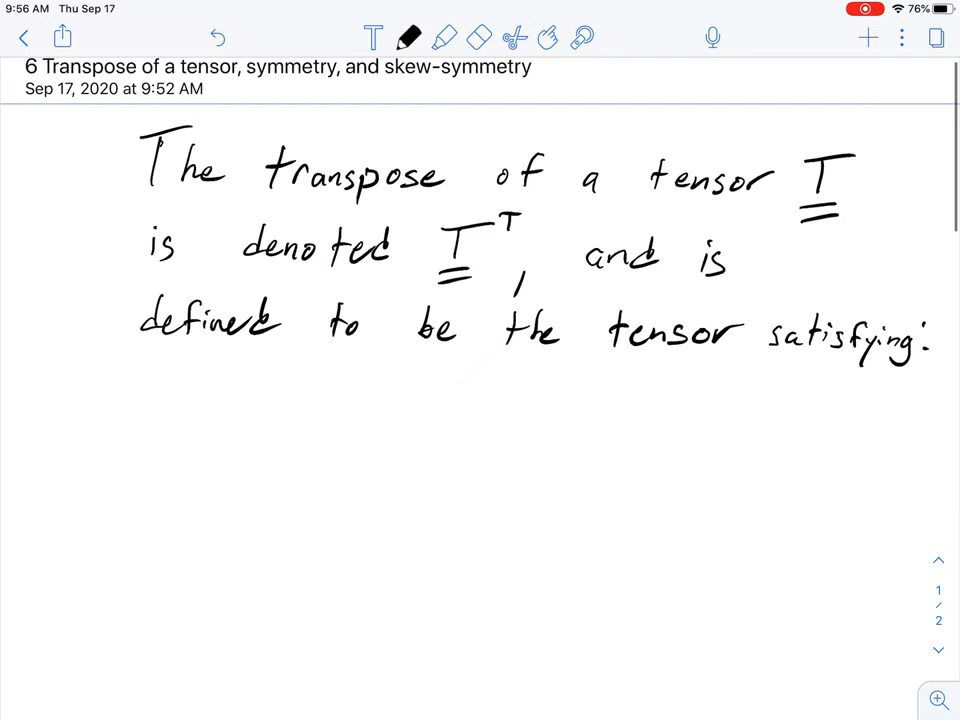 9:56 AM Thu Sep 17 76%
6 Transpose of a tensor, symmetry, and skew-symmetry
Sep 17, 2020 at 9:52 AM
The transpose of a tensor T
is denoted T^T, and is
defined to be the tensor satisfying:
1
/
2